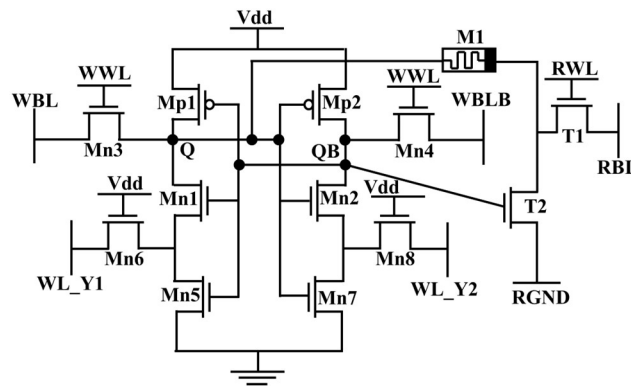 Vdd
M1
WWL
Mp1
Mp2
WWL
RWL
WBL
WBLB
Mn3
Q
QB
Mn4
T1
RBL
Vdd
Mn1
Mn2
Vdd
T2
Mn6
Mn8
WL_Y1
Mn5
Mn7
WL_Y2
RGND